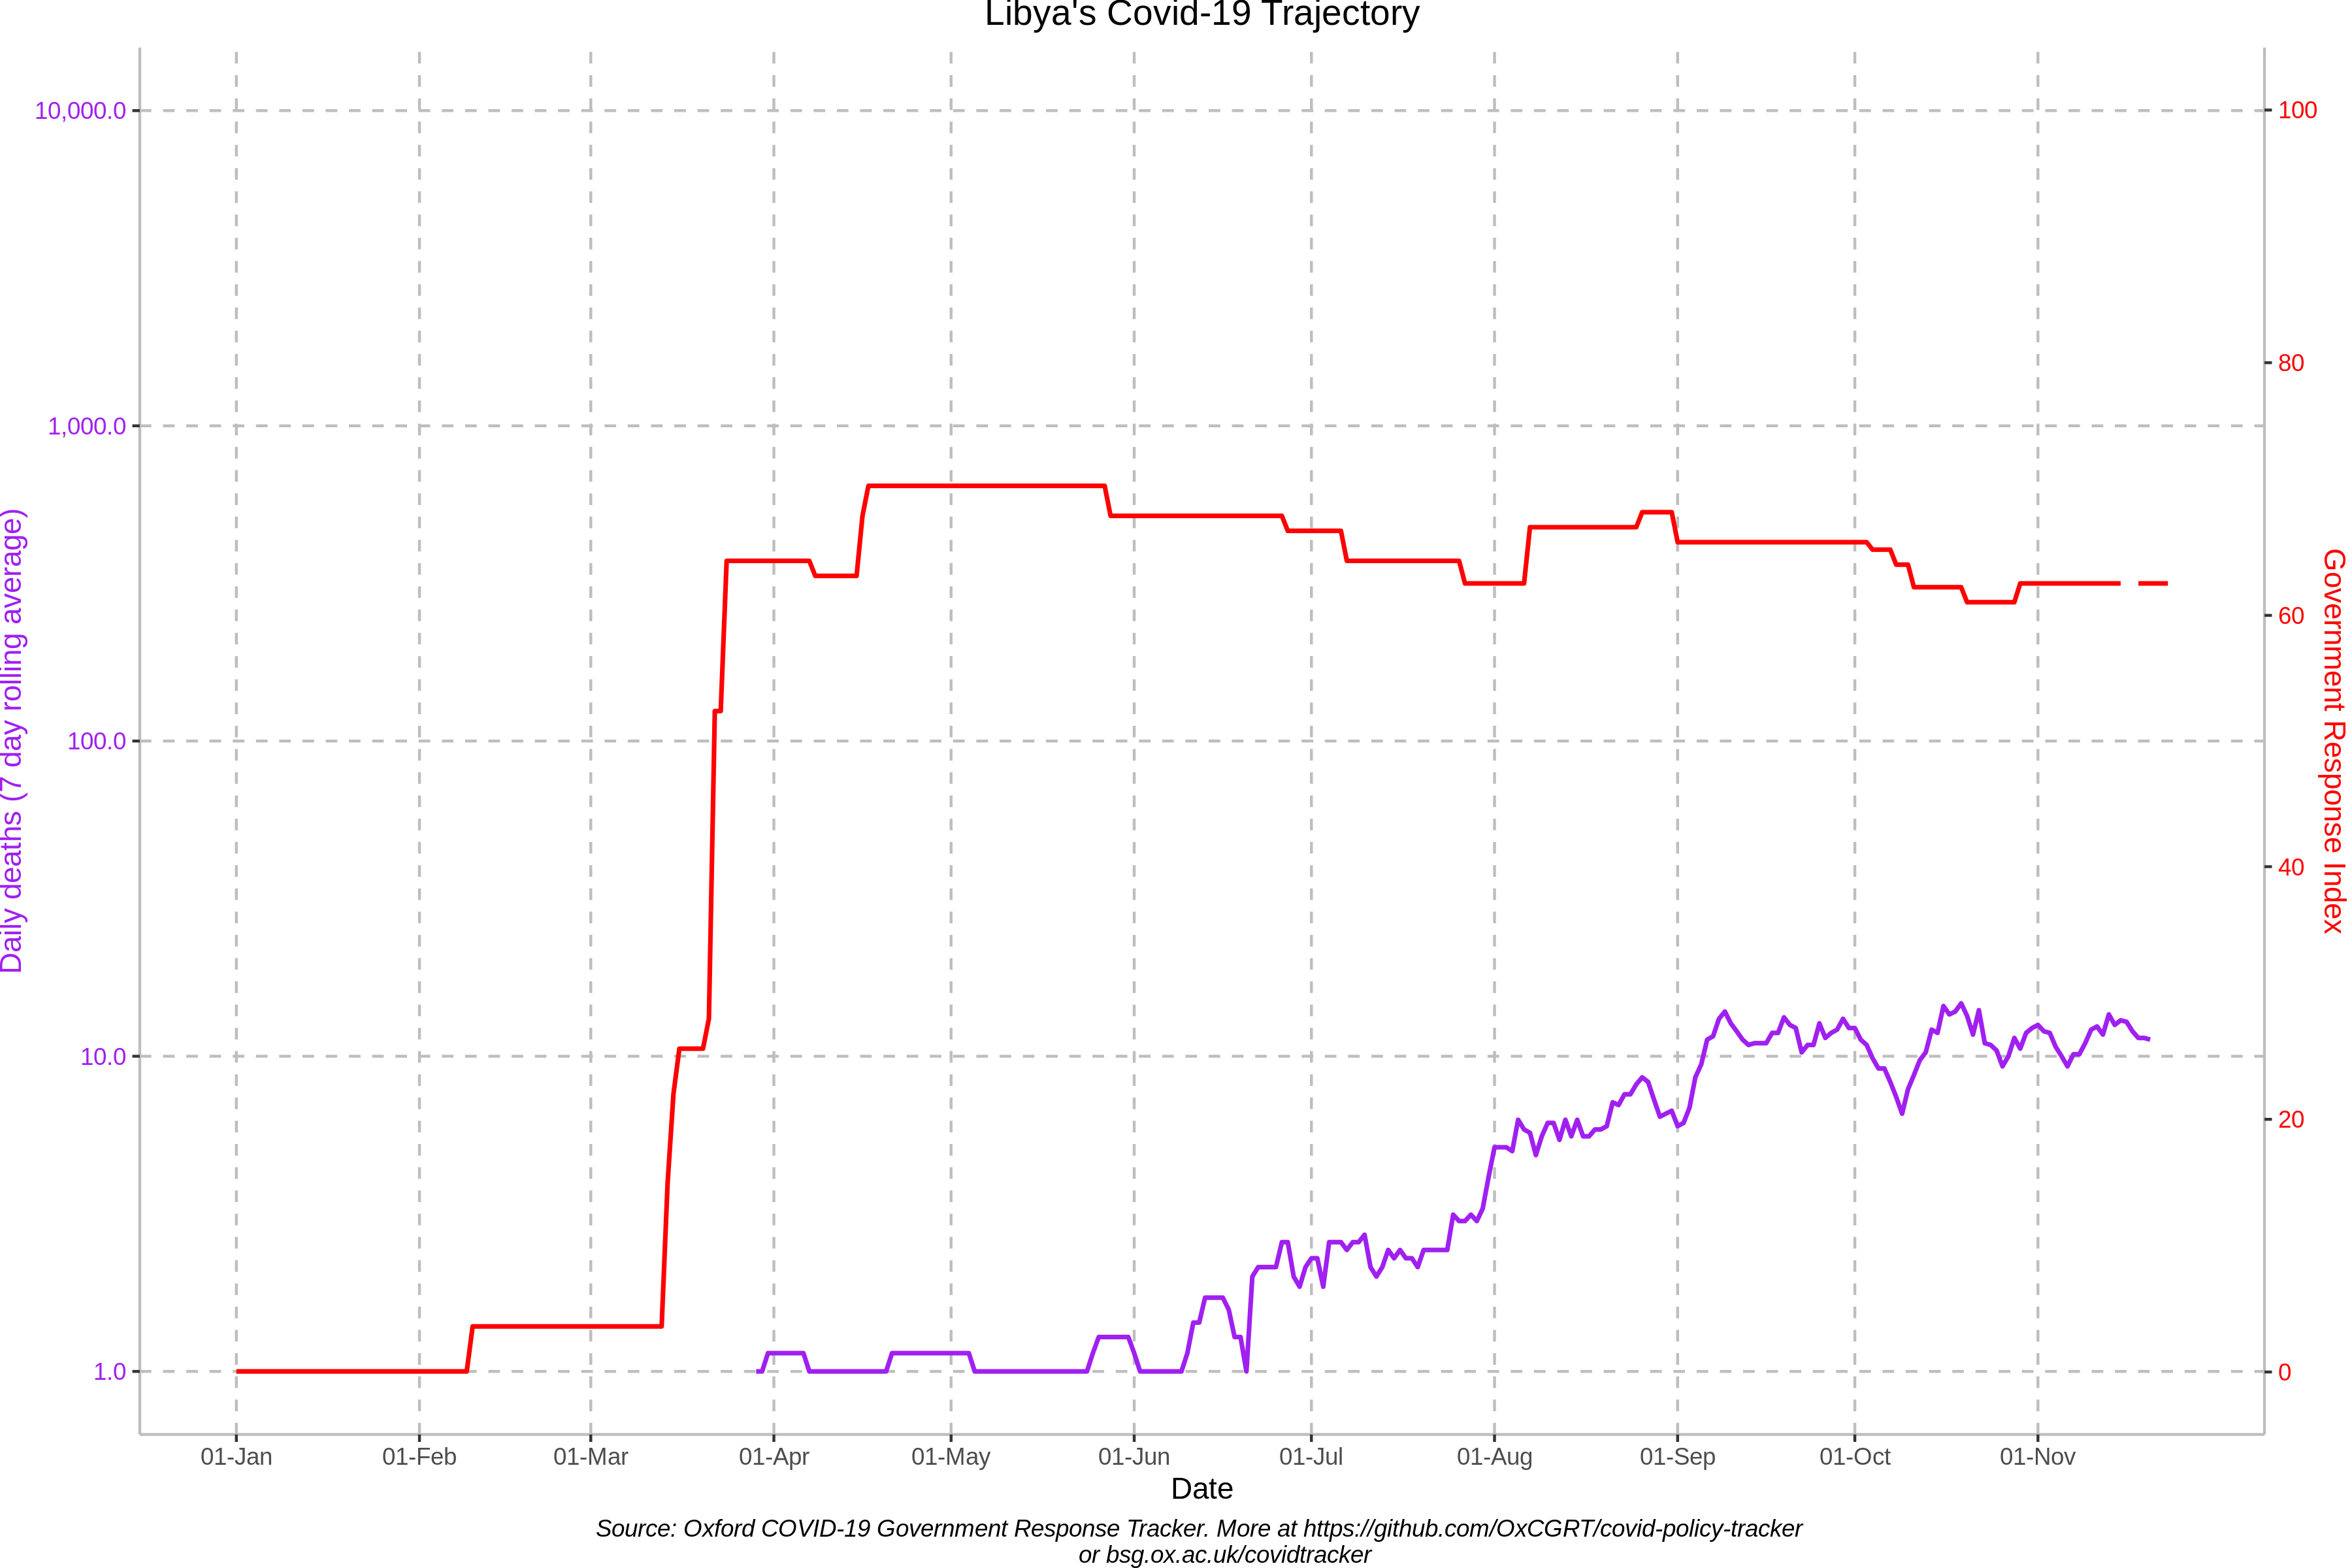 Libya's Covid-19 Trajectory
10,000.0
1,000.0
100.0
10.0
1.0
Daily deaths (7 day rolling average)
100
80
60
40
20
0
Government Response Index
01-Jan 01-Feb 01-Mar 01-Apr 01-May 01-Jun 01-Jul 01-Aug 01-Sep 01-Oct 01-Nov
Date
Source: Oxford COVID-19 Government Response Tracker. More at https://github.com/OxCGRT/covid-policy-tracker
or bsg.ox.ac.uk/covidtracker